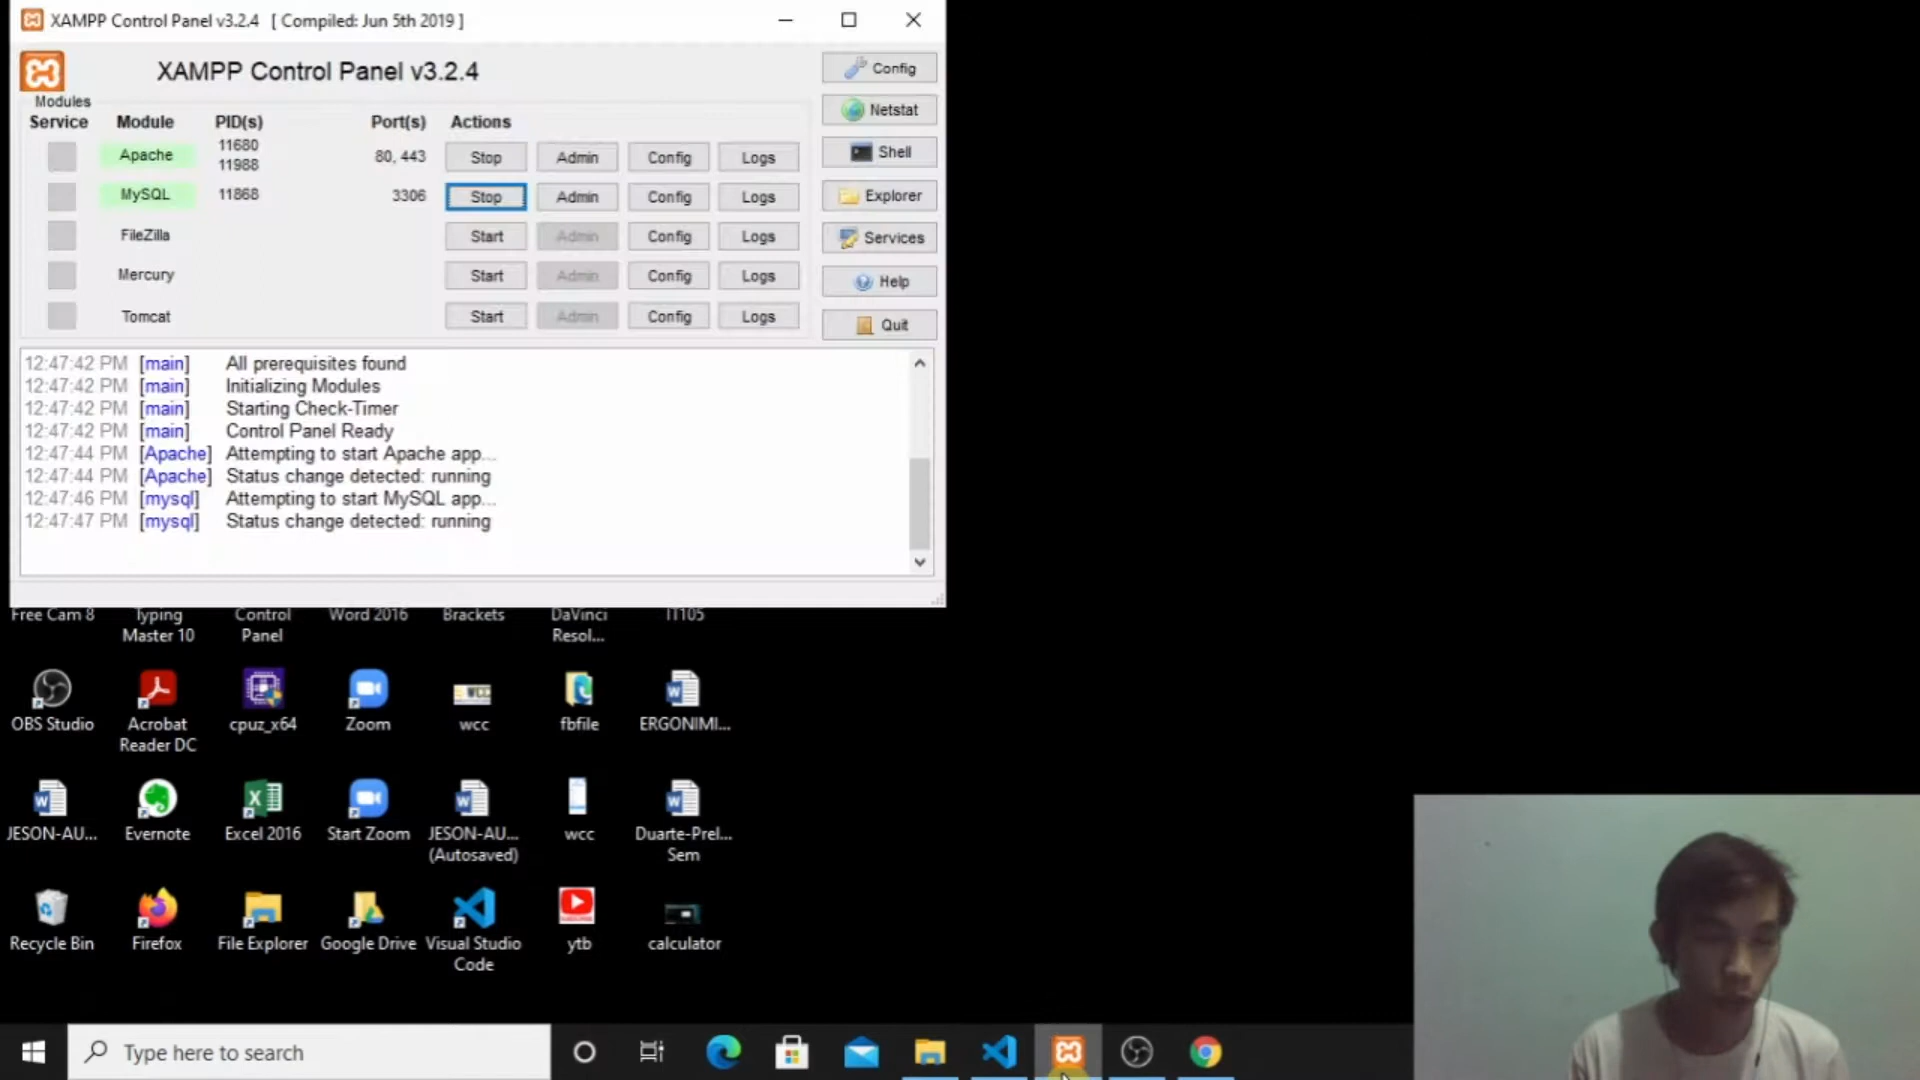 XAMPP Control Panel v3.2.4 [ Compiled: Jun 5th 2019 ]
XAMPP Control Panel v3.2.4
Config
Modules
Service Module PID(s) Port(s) Actions
Netstat
Apache 11680 11988 80, 443 Stop Admin Config Logs
Shell
MySQL 11868 3306 Stop Admin Config Logs
Explorer
FileZilla Start Admin Config Logs
Services
Mercury Start Admin Config Logs
Help
Tomcat Start Admin Config Logs
Quit
12:47:42 PM [main] All prerequisites found
12:47:42 PM [main] Initializing Modules
12:47:42 PM [main] Starting Check-Timer
12:47:42 PM [main] Control Panel Ready
12:47:44 PM [Apache] Attempting to start Apache app...
12:47:44 PM [Apache] Status change detected: running
12:47:46 PM [mysql] Attempting to start MySQL app...
12:47:47 PM [mysql] Status change detected: running
Free Cam 8
Typing
Master 10
Control
Panel
Word 2016
Brackets
DaVinci
Resol...
IT105
OBS Studio
Acrobat
Reader DC
cpuz_x64
Zoom
WCC
wcc
fbfile
ERGONIMI...
JESON-AU...
Evernote
Excel 2016
Start Zoom
JESON-AU...
(Autosaved)
wcc
Duarte-Prel...
Sem
Recycle Bin
Firefox
File Explorer
Google Drive
Visual Studio
Code
ytb
calculator
Type here to search